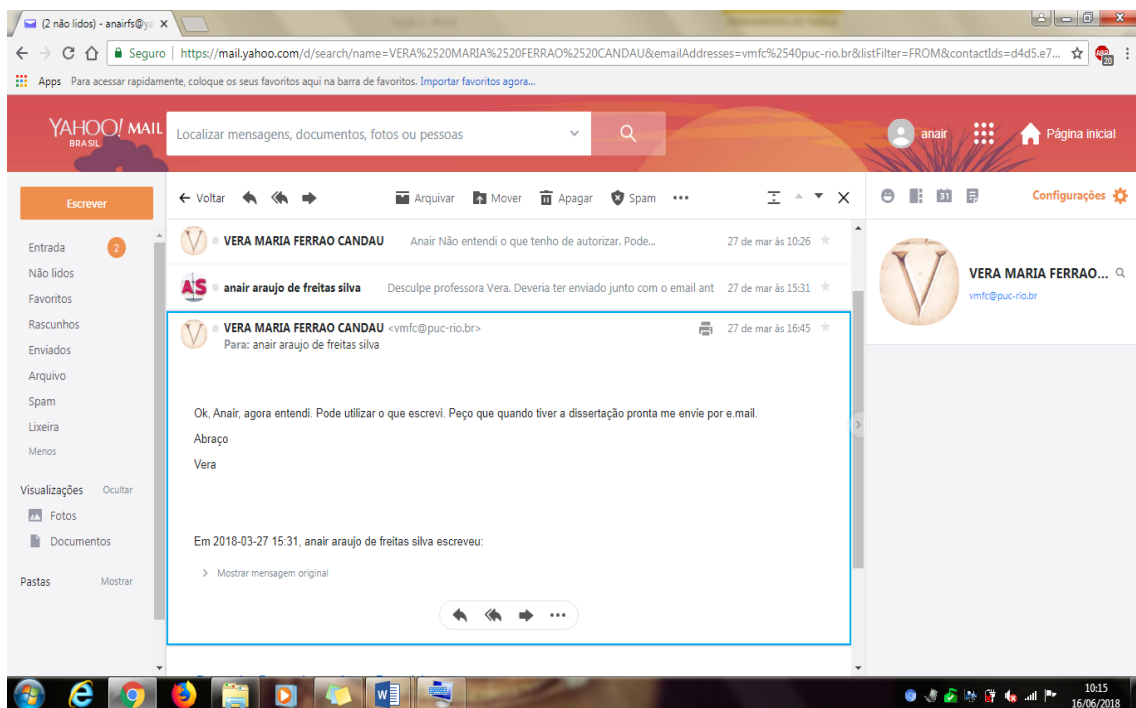 (2 não lidos) - anairfs@ya
Seguro https://mail.yahoo.com/d/search/name=VERA%2520MARIA%2520FERRAO%2520CANDAU&emailAddresses=vmfc%2540puc-rio.br&listFilter=FROM&contactIds=d4d5.e7...
ABP
20
Apps Para acessar rapidamente, coloque os seus favoritos aqui na barra de favoritos. Importar favoritos agora...
YAHOO! MAIL
BRASIL
Localizar mensagens, documentos, fotos ou pessoas
anair
Página inicial
Escrever
Voltar Arquivar Mover Apagar Spam
31
Configurações
Entrada 2
Não lidos
Favoritos
Rascunhos
Enviados
Arquivo
Spam
Lixeira
Menos
Visualizações Ocultar
Fotos
Documentos
Pastas Mostrar
V VERA MARIA FERRAO CANDAU Anair Não entendi o que tenho de autorizar. Pode... 27 de mar às 10:26
AS anair araujo de freitas silva Desculpe professora Vera. Deveria ter enviado junto com o email ant 27 de mar às 15:31
V VERA MARIA FERRAO CANDAU <vmfc@puc-rio.br> 27 de mar às 16:45
Para: anair araujo de freitas silva
Ok, Anair, agora entendi. Pode utilizar o que escrevi. Peço que quando tiver a dissertação pronta me envie por e.mail.
Abraço
Vera
Em 2018-03-27 15:31, anair araujo de freitas silva escreveu:
Mostrar mensagem original
V VERA MARIA FERRAO...
vmfc@puc-rio.br
10:15
16/06/2018